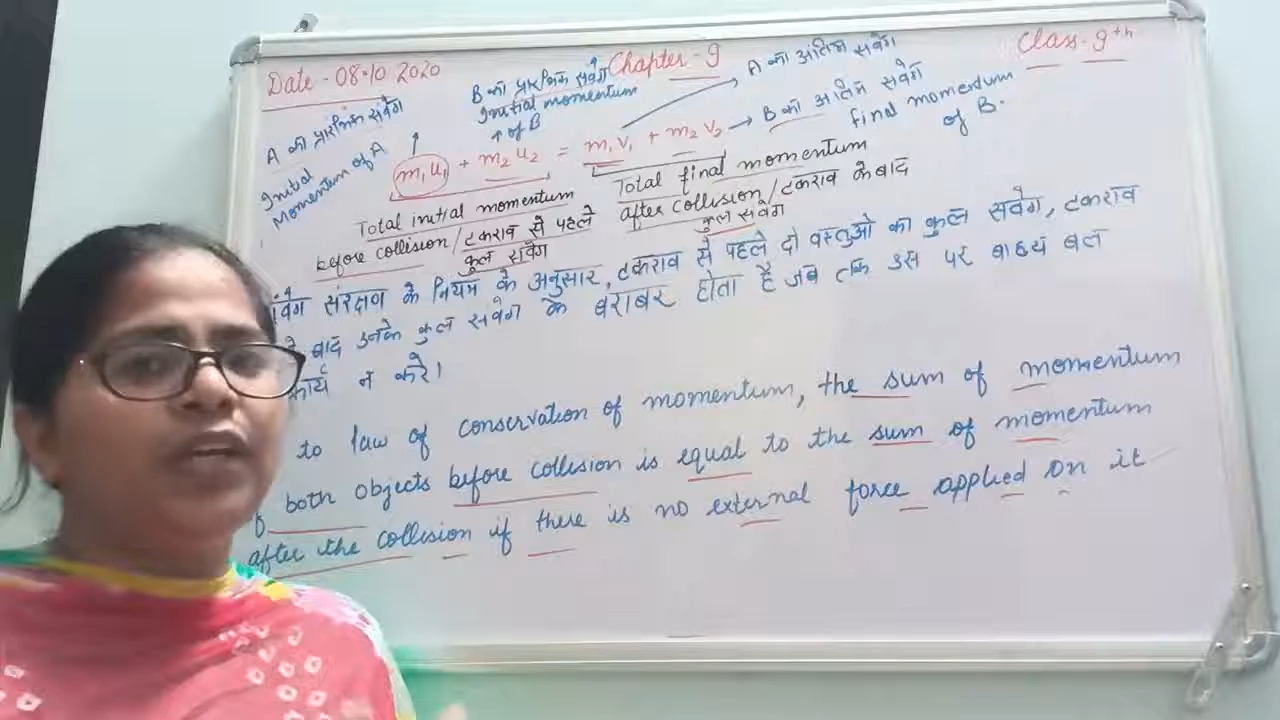 Date - 08.10.2020
Chapter - 9
Class - 9th
A का प्रारंभिक संवेग
Initial
Momentum of A
B का प्रारंभिक संवेग
Initial momentum
of B
A का अंतिम संवेग
B का अंतिम संवेग
final momentum
of B.
m₁u₁ + m₂u₂ = m₁v₁ + m₂v₂
Total initial momentum
before collision / टकराव से पहले
कुल संवेग
Total final momentum
after collision / टकराव के बाद
कुल संवेग
संरक्षण के नियम के अनुसार, टकराव से पहले दो वस्तुओ का कुल संवेग, टकराव
बाद उनके कुल संवेग के बराबर होता है जब तक उस पर बाह्य बल
कार्य न करे।
to law of conservation of momentum, the sum of momentum
both objects before collision is equal to the sum of momentum
after the collision if there is no external force applied on it